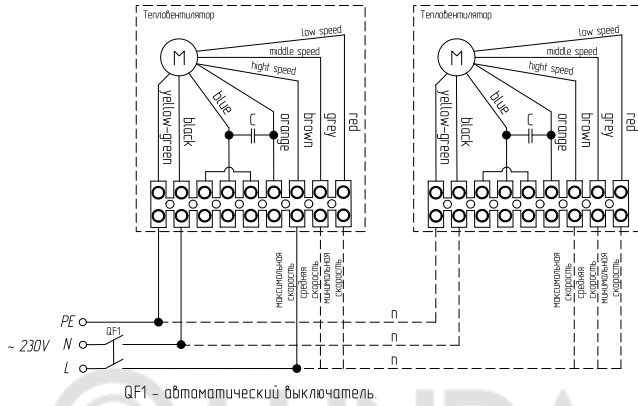 Тепловентилятор
M
low speed
middle speed
hight speed
yellow-green
black
blue
C
orange
brown
grey
red
максимальная
скорость
средняя
скорость
минимальная
скорость
Тепловентилятор
M
low speed
middle speed
hight speed
yellow-green
black
blue
C
orange
brown
grey
red
максимальная
скорость
средняя
скорость
минимальная
скорость
PE
n
~ 230V N
QF1
n
L
n
QF1 - автоматический выключатель.